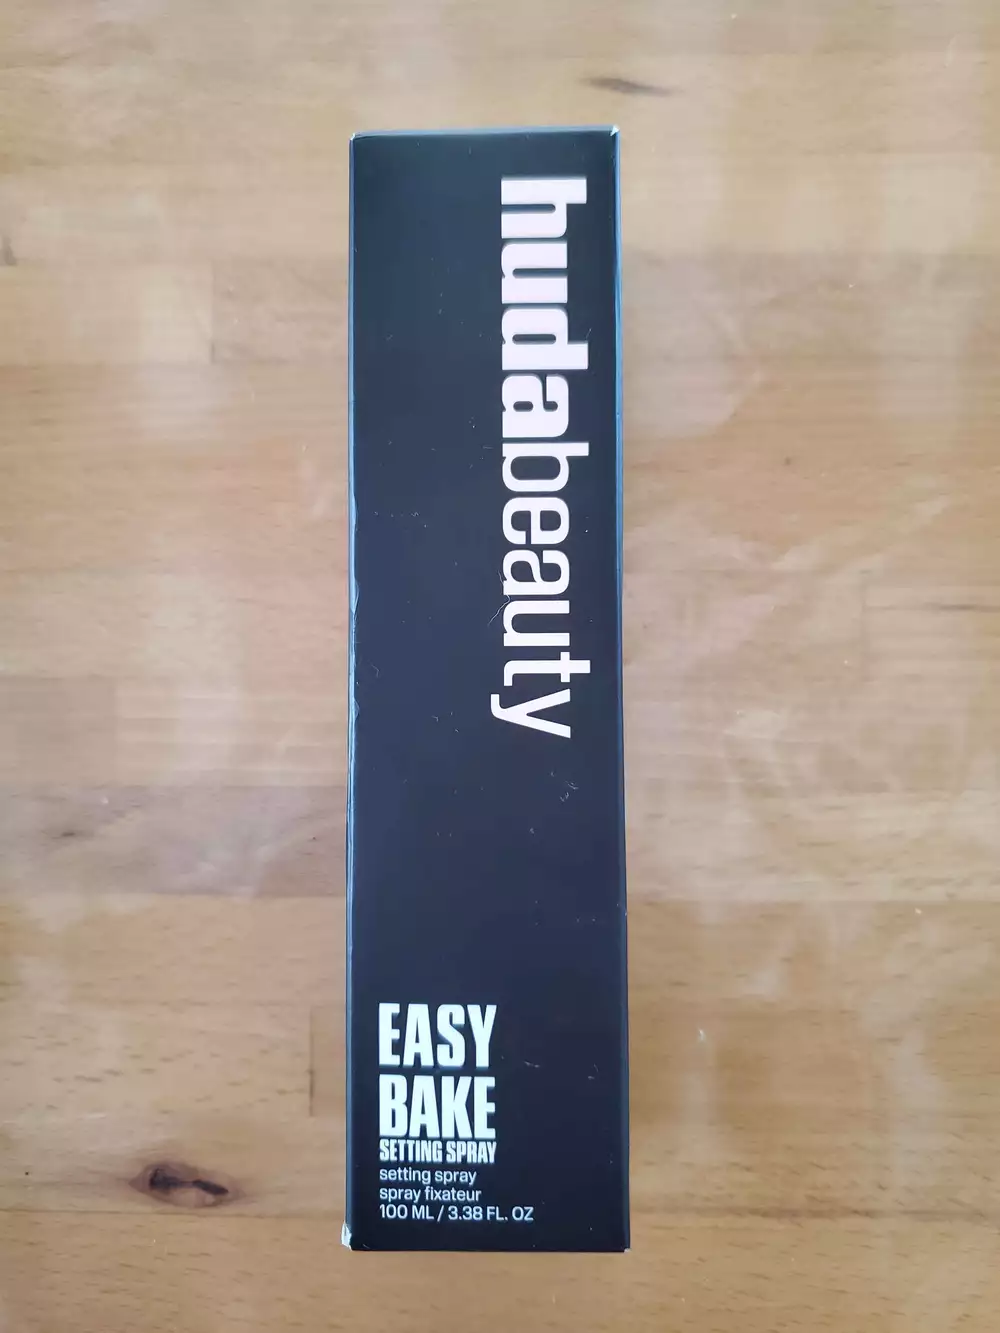 hudabeauty
EASY
BAKE
SETTING SPRAY
setting spray
spray fixateur
100 ML / 3.38 FL. OZ